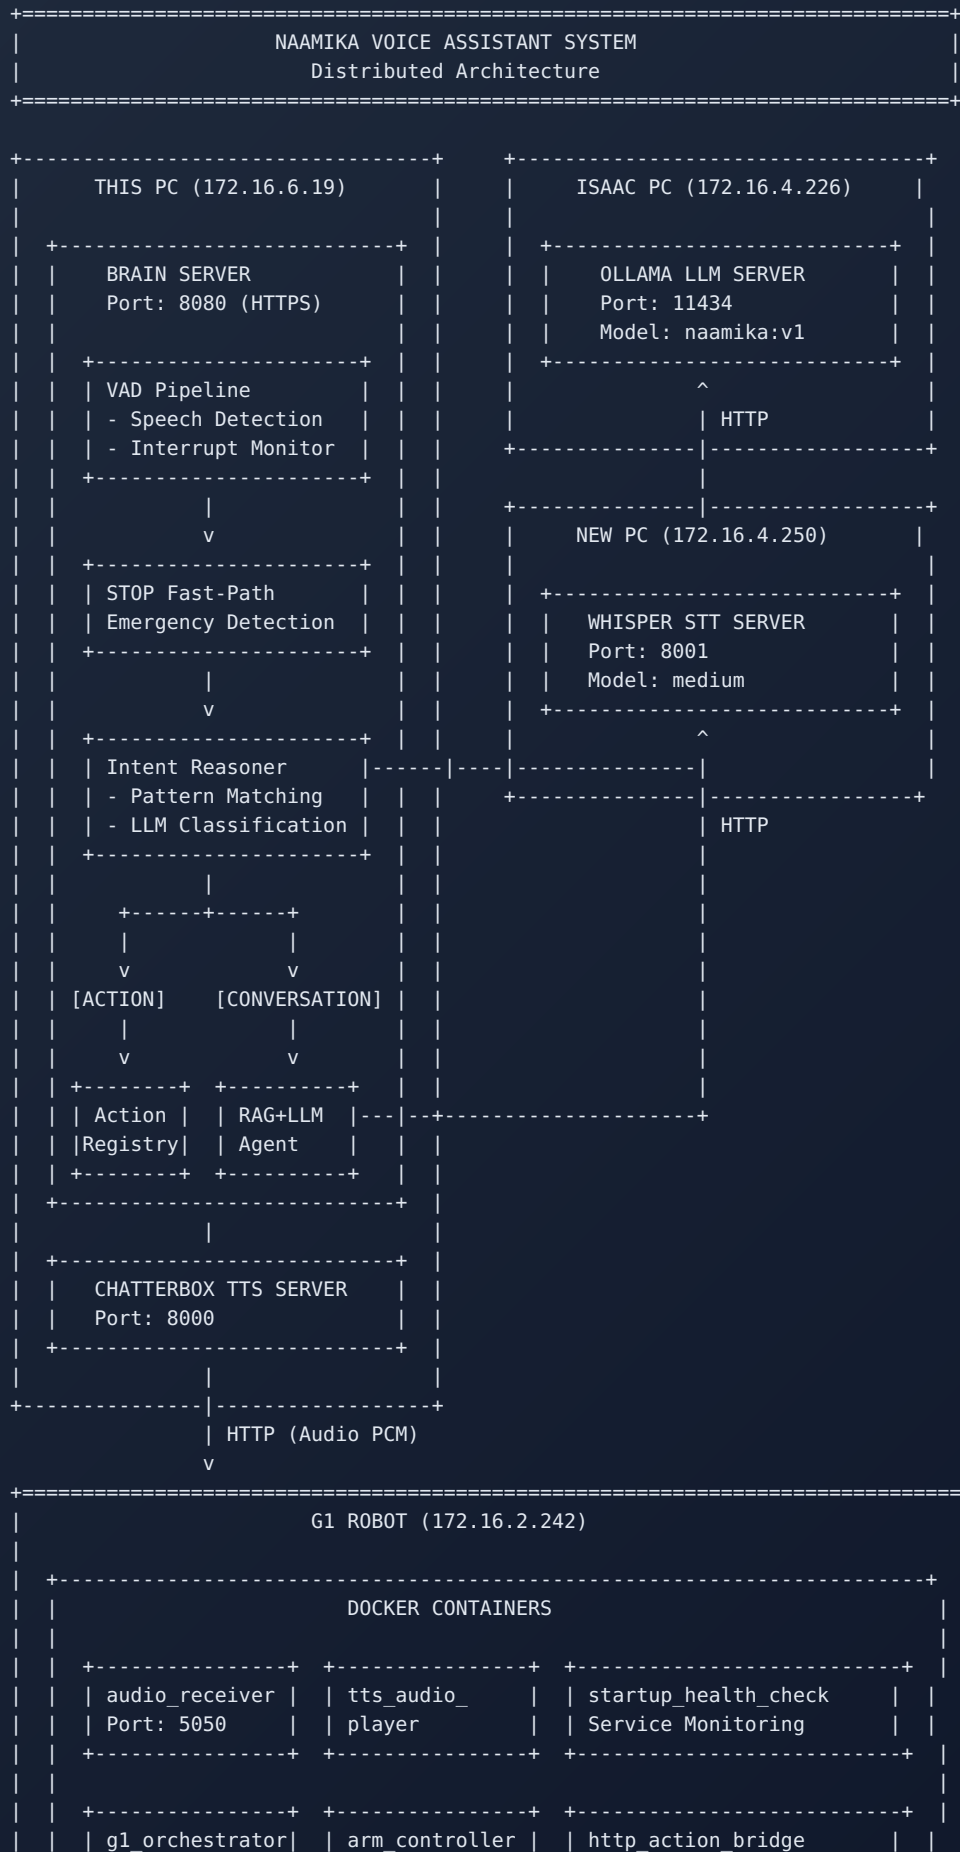 NAAMIKA VOICE ASSISTANT SYSTEM
Distributed Architecture
THIS PC (172.16.6.19)
BRAIN SERVER
Port: 8080 (HTTPS)
VAD Pipeline
- Speech Detection
- Interrupt Monitor
STOP Fast-Path
Emergency Detection
Intent Reasoner
- Pattern Matching
- LLM Classification
[ACTION] [CONVERSATION]
Action
Registry
RAG+LLM
Agent
CHATTERBOX TTS SERVER
Port: 8000
HTTP (Audio PCM)
ISAAC PC (172.16.4.226)
OLLAMA LLM SERVER
Port: 11434
Model: naamika:v1
HTTP
NEW PC (172.16.4.250)
WHISPER STT SERVER
Port: 8001
Model: medium
HTTP
G1 ROBOT (172.16.2.242)
DOCKER CONTAINERS
audio_receiver
Port: 5050
tts_audio_
player
startup_health_check
Service Monitoring
g1_orchestrator
arm_controller
http_action_bridge